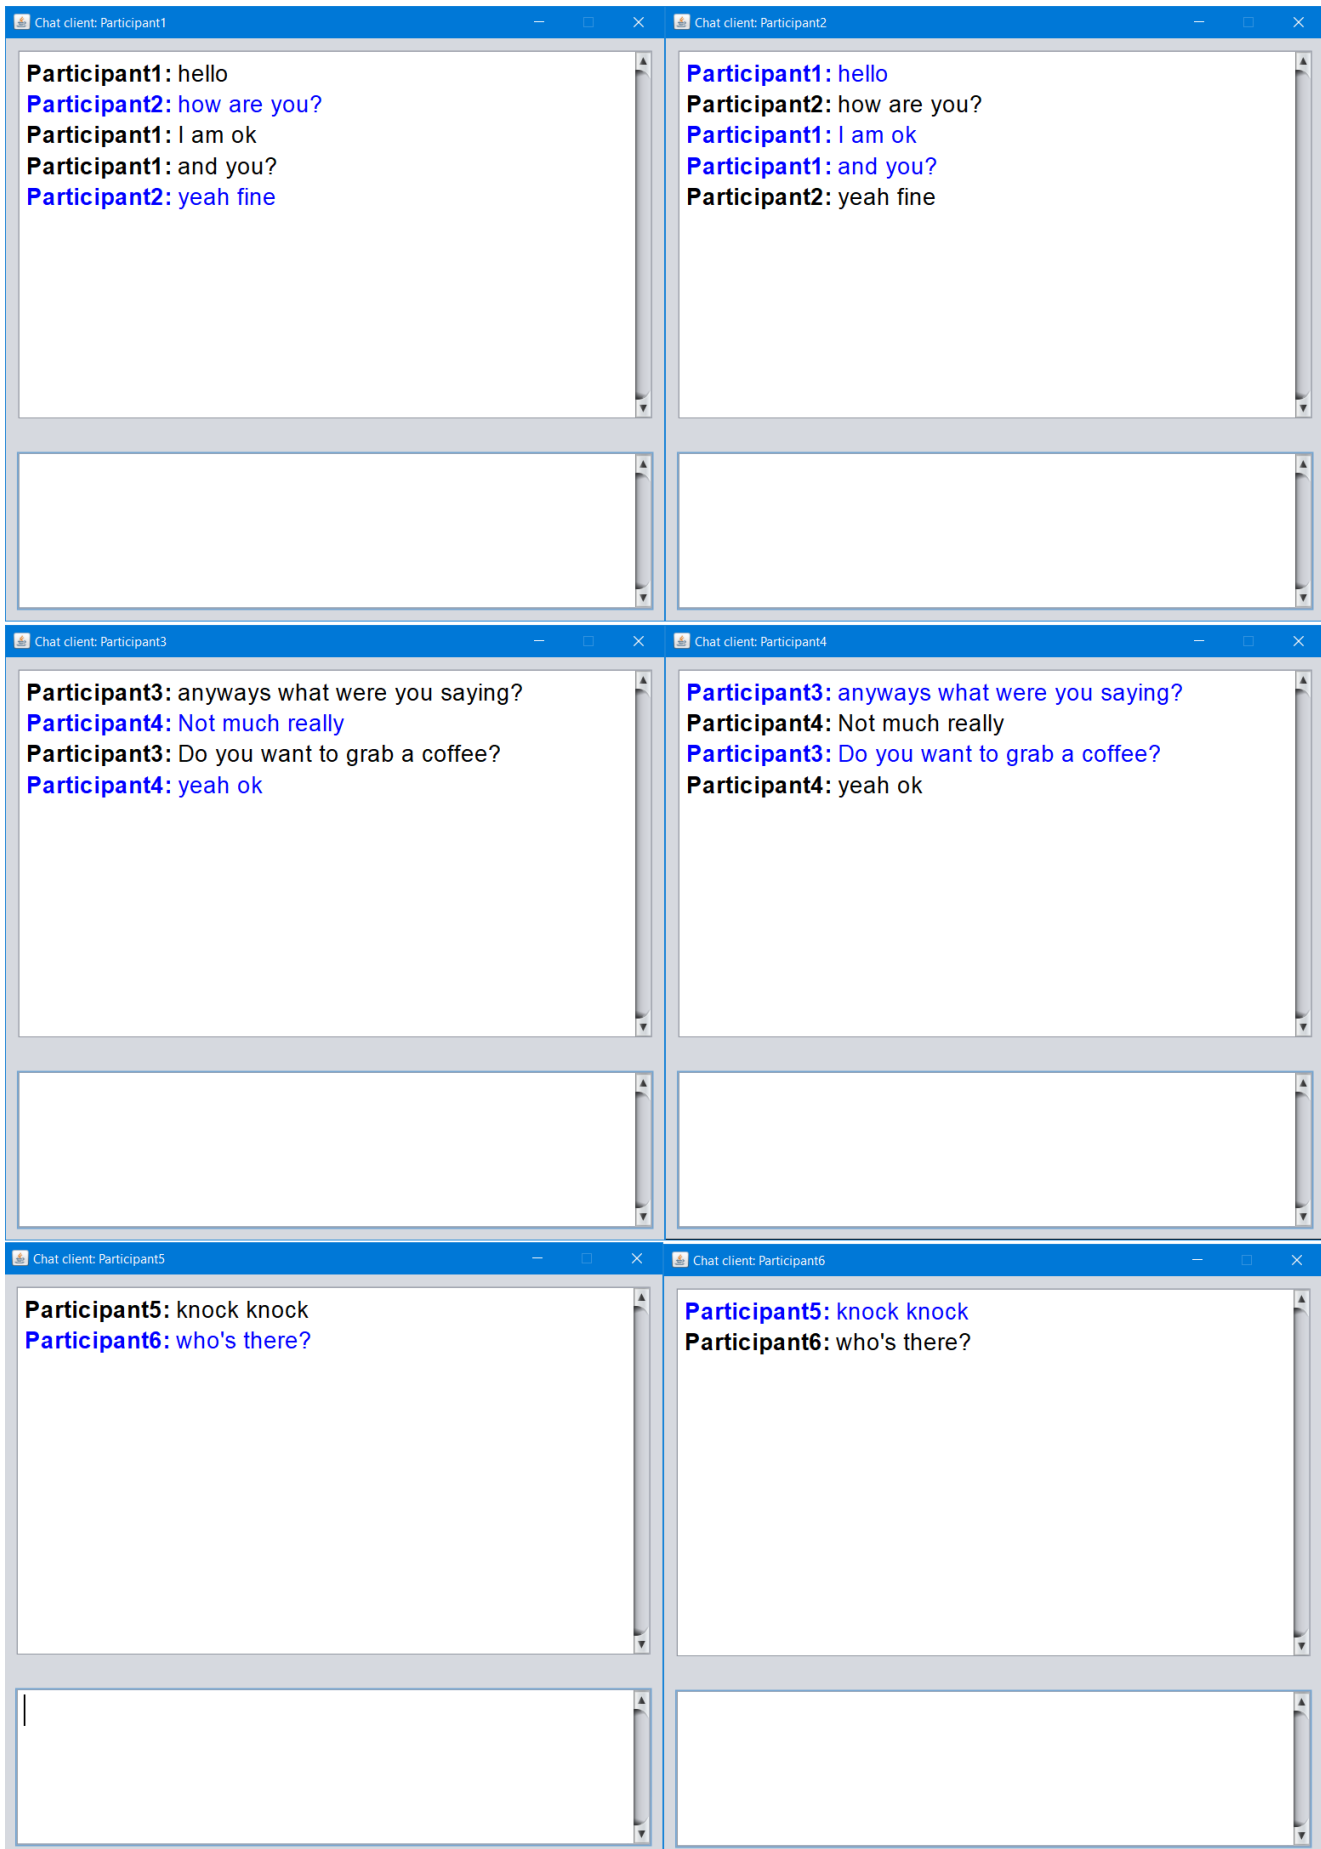 Chat client: Participant1
Participant1: hello
Participant2: how are you?
Participant1: I am ok
Participant1: and you?
Participant2: yeah fine
Chat client: Participant2
Participant1: hello
Participant2: how are you?
Participant1: I am ok
Participant1: and you?
Participant2: yeah fine
Chat client: Participant3
Participant3: anyways what were you saying?
Participant4: Not much really
Participant3: Do you want to grab a coffee?
Participant4: yeah ok
Chat client: Participant4
Participant3: anyways what were you saying?
Participant4: Not much really
Participant3: Do you want to grab a coffee?
Participant4: yeah ok
Chat client: Participant5
Participant5: knock knock
Participant6: who's there?
Chat client: Participant6
Participant5: knock knock
Participant6: who's there?